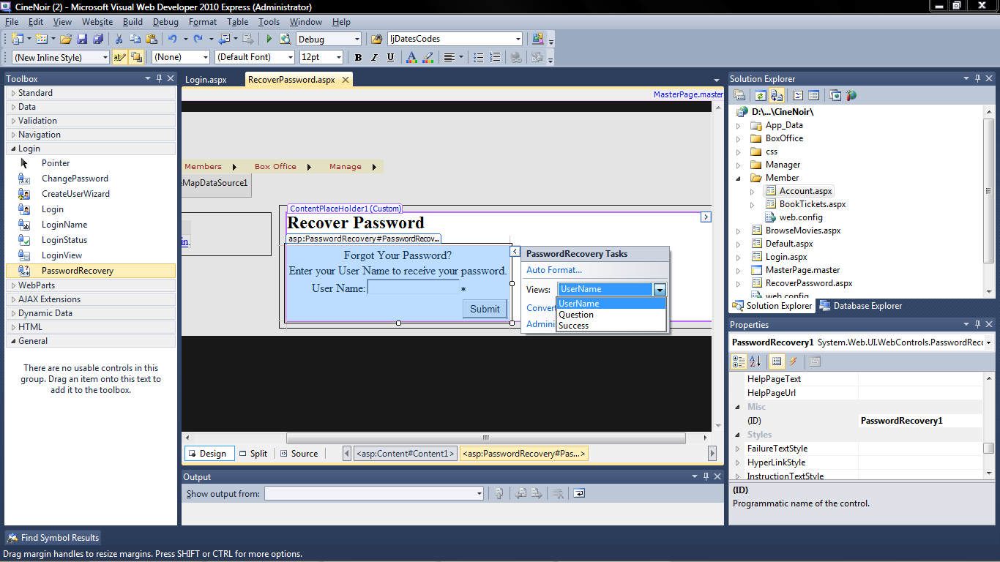 CineNoir (2) - Microsoft Visual Web Developer 2010 Express (Administrator)
File Edit View Website Build Debug Format Table Tools Window Help
Debug ljDatesCodes
(New Inline Style) (None) (Default Font) 12pt B I U A
Toolbox
Standard
Data
Validation
Navigation
Login
Pointer
ChangePassword
CreateUserWizard
Login
LoginName
LoginStatus
LoginView
PasswordRecovery
WebParts
AJAX Extensions
Dynamic Data
HTML
General
There are no usable controls in this
group. Drag an item onto this text to
add it to the toolbox.
Login.aspx RecoverPassword.aspx
MasterPage.master
Members Box Office Manage
eMapDataSource1
in.
ContentPlaceHolder1 (Custom)
Recover Password
asp:PasswordRecovery#PasswordRecov...
Forgot Your Password?
Enter your User Name to receive your password.
User Name: *
Submit
PasswordRecovery Tasks
Auto Format...
Views: UserName
UserName
Question
Success
Conver
Admini
Design Split Source <asp:Content#Content1> <asp:PasswordRecovery#Pas...>
Output
Show output from:
Solution Explorer
D:\...\CineNoir\
App_Data
BoxOffice
css
Manager
Member
Account.aspx
BookTickets.aspx
web.config
BrowseMovies.aspx
Default.aspx
Login.aspx
MasterPage.master
RecoverPassword.aspx
web.config
Solution Explorer Database Explorer
Properties
PasswordRecovery1 System.Web.UI.WebControls.PasswordReco
HelpPageText
HelpPageUrl
Misc
(ID) PasswordRecovery1
Styles
FailureTextStyle
HyperLinkStyle
InstructionTextStyle
(ID)
Programmatic name of the control.
Find Symbol Results
Drag margin handles to resize margins. Press SHIFT or CTRL for more options.